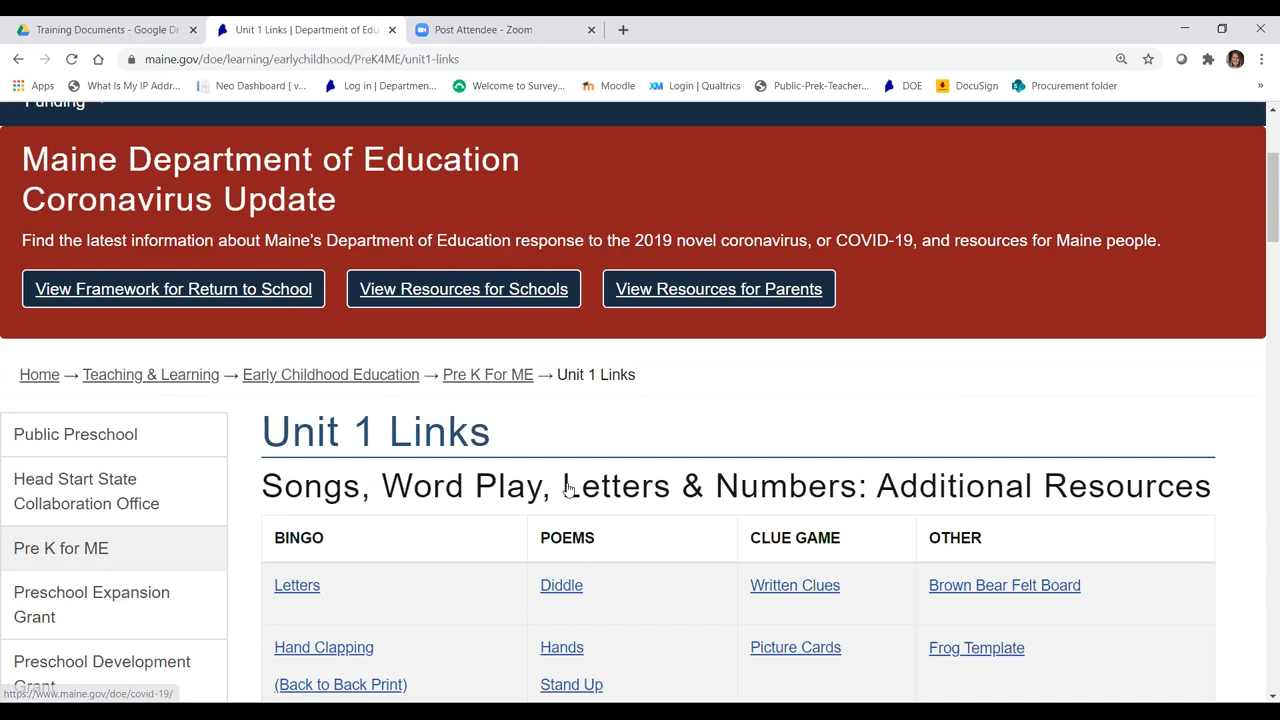 Training Documents - Google Dr
Unit 1 Links | Department of Edu
Post Attendee - Zoom
maine.gov/doe/learning/earlychildhood/PreK4ME/unit1-links
Apps
What Is My IP Addr...
Neo Dashboard [ v...
Log in | Departmen...
Welcome to Survey...
Moodle
Login | Qualtrics
Public-Prek-Teacher...
DOE
DocuSign
Procurement folder
Funding
Maine Department of Education
Coronavirus Update
Find the latest information about Maine's Department of Education response to the 2019 novel coronavirus, or COVID-19, and resources for Maine people.
View Framework for Return to School
View Resources for Schools
View Resources for Parents
Home → Teaching & Learning → Early Childhood Education → Pre K For ME → Unit 1 Links
Public Preschool
Head Start State
Collaboration Office
Pre K for ME
Preschool Expansion
Grant
Preschool Development
Grant
https://www.maine.gov/doe/covid-19/
Unit 1 Links
Songs, Word Play, Letters & Numbers: Additional Resources
BINGO POEMS CLUE GAME OTHER
Letters Diddle Written Clues Brown Bear Felt Board
Hand Clapping Hands Picture Cards Frog Template
(Back to Back Print) Stand Up